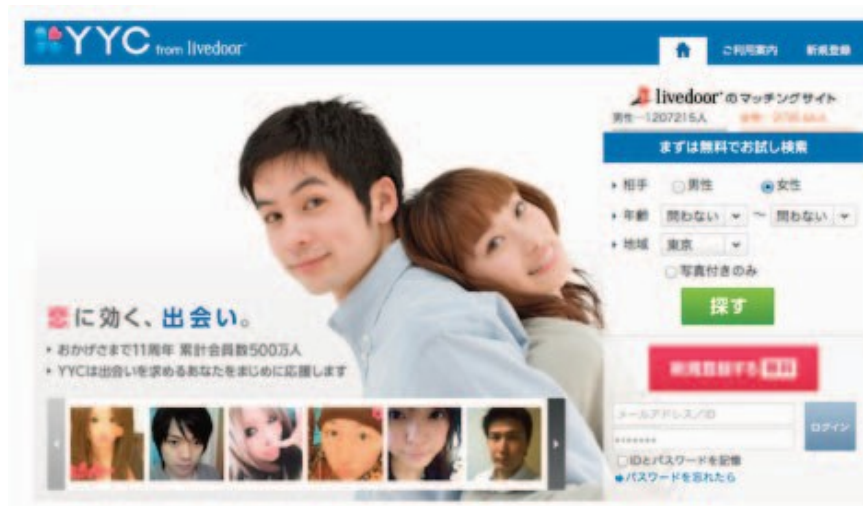 YYC from livedoor
ご利用案内 新規登録
livedoor のマッチングサイト
男性…1207215人
まずは無料でお試し検索
相手 男性 女性
年齢 問わない ~ 問わない
地域 東京
写真付きのみ
探す
恋に効く、出会い。
おかげさまで11周年 累計会員数500万人
YYCは出会いを求めるあなたをまじめに応援します
新規登録する 無料
メールアドレス/ID
•••••••
ログイン
IDとパスワードを記憶
パスワードを忘れたら